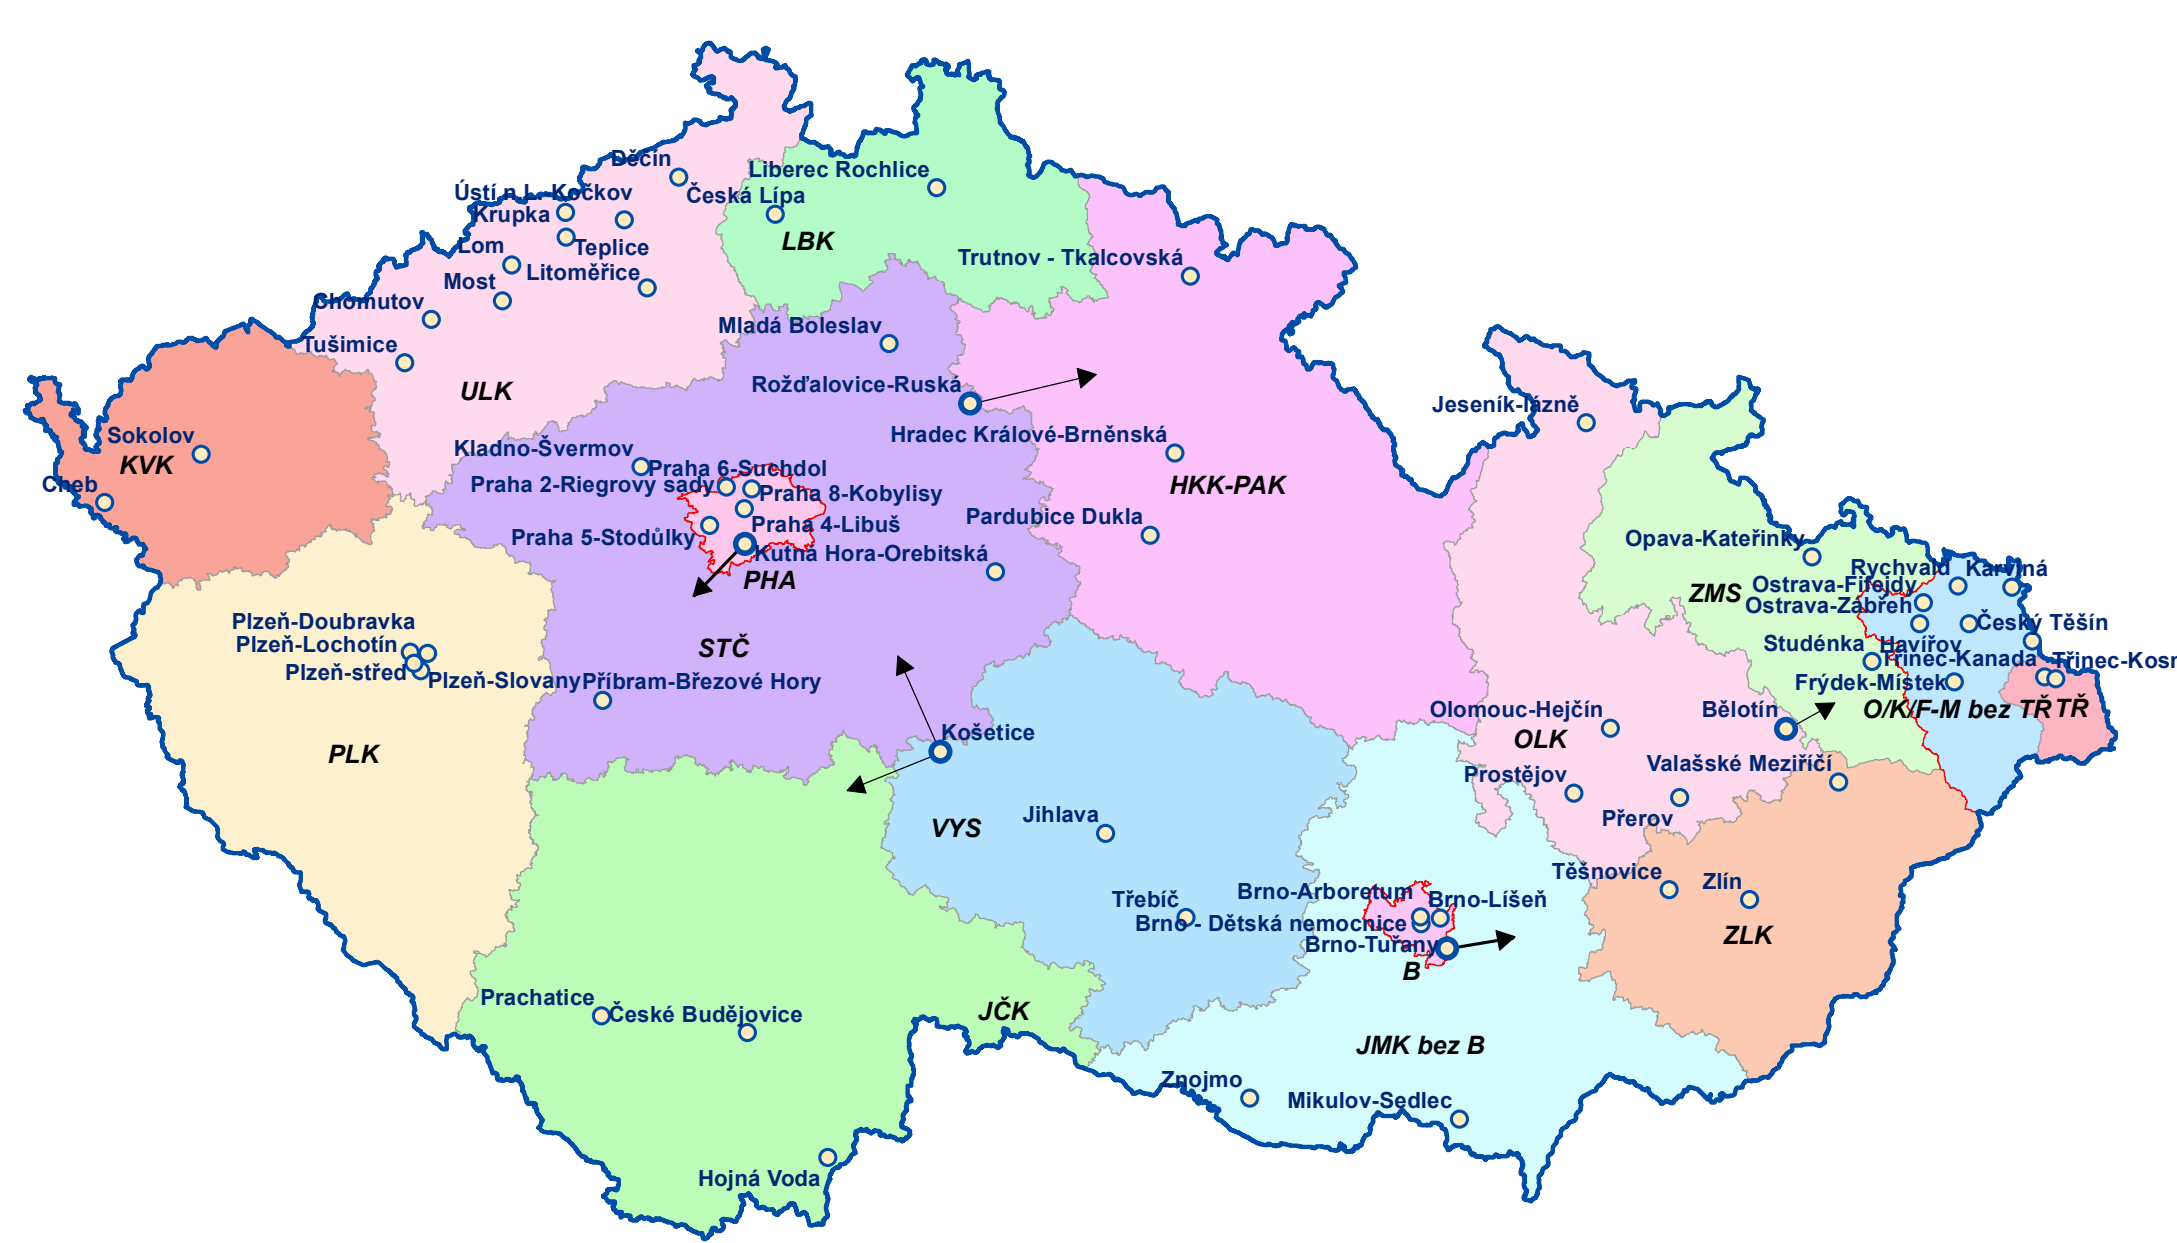 Děčín
Liberec Rochlice
Ústí n.L.-Kočkov
Česká Lípa
Krupka
LBK
Lom
Teplice
Trutnov - Tkalcovská
Litoměřice
Most
Chomutov
Mladá Boleslav
Tušimice
Rožďalovice-Ruská
ULK
Jeseník-lázně
Sokolov
Hradec Králové-Brněnská
Kladno-Švermov
KVK
Praha 6-Suchdol
Cheb
Praha 2-Riegrovy sady
HKK-PAK
Praha 8-Kobylisy
Pardubice Dukla
Praha 4-Libuš
Praha 5-Stodůlky
Opava-Kateřinky
Kutná Hora-Orebitská
PHA
Rychvald
Karviná
Ostrava-Fifejdy
ZMS
Ostrava-Zábřeh
Plzeň-Doubravka
Český Těšín
Plzeň-Lochotín
STČ
Studénka
Havířov
Třinec-Kanada
Třinec-Kosm
Plzeň-střed
Plzeň-Slovany
Příbram-Březové Hory
Frýdek-Místek
Olomouc-Hejčín
Bělotín
O/K/F-M bez TŘ
TŘ
Košetice
OLK
PLK
Valašské Meziříčí
Prostějov
Jihlava
VYS
Přerov
Těšnovice
Zlín
Brno-Arboretum
Třebíč
Brno-Líšeň
Brno - Dětská nemocnice
ZLK
Brno-Tuřany
B
Prachatice
České Budějovice
JČK
JMK bez B
Znojmo
Mikulov-Sedlec
Hojná Voda